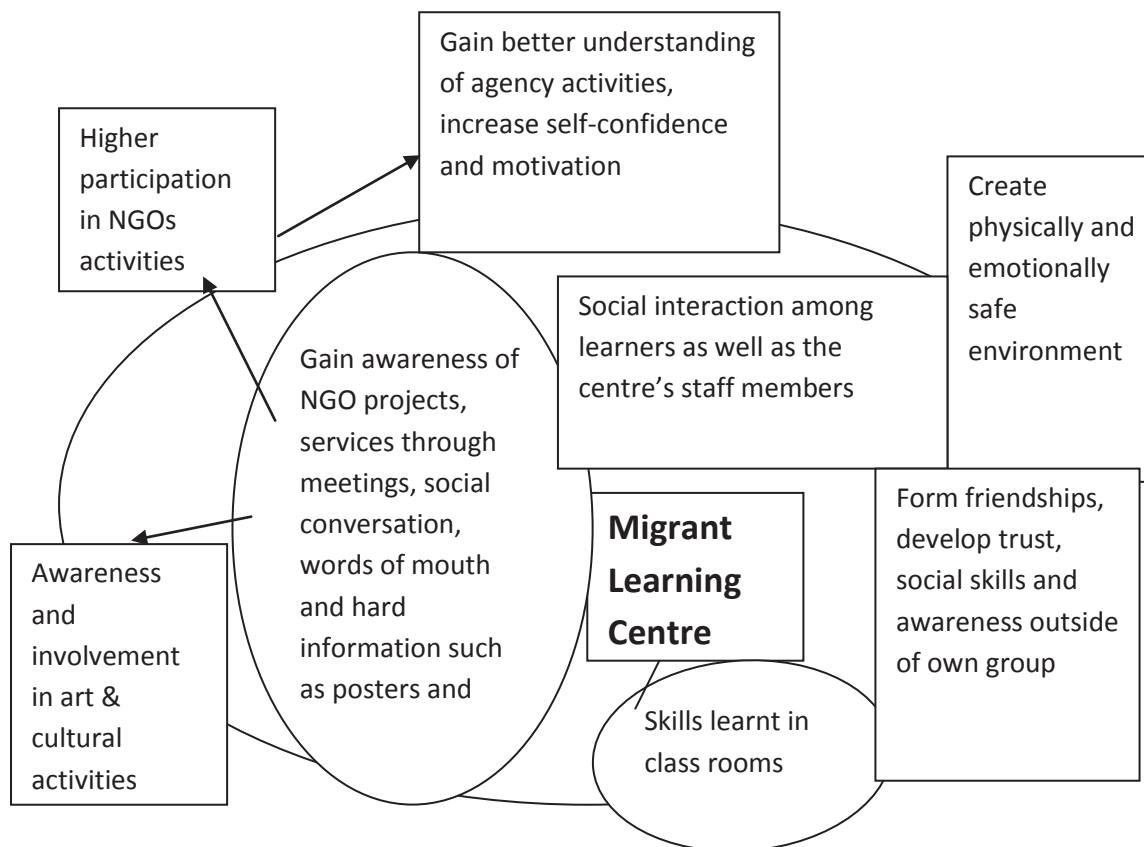 Gain better understanding
of agency activities,
increase self-confidence
and motivation
Higher
participation
in NGOs
activities
Create
physically and
emotionally
safe
environment
Social interaction among
learners as well as the
centre's staff members
Gain awareness of
NGO projects,
services through
meetings, social
conversation,
words of mouth
and hard
information such
as posters and
Form friendships,
develop trust,
social skills and
awareness outside
of own group
Migrant
Learning
Centre
Awareness
and
involvement
in art &
cultural
activities
Skills learnt in
class rooms